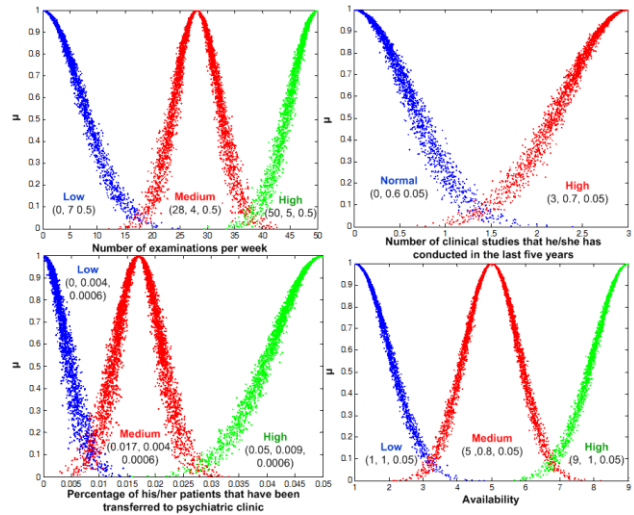 1
0.9
0.8
0.7
0.6
0.5
0.4
0.3
0.2
0.1
0
μ
Low
(0, 7 0.5)
Medium
(28, 4, 0.5)
High
(50, 5, 0.5)
0 5 10 15 20 25 30 35 40 45 50
Number of examinations per week
1
0.9
0.8
0.7
0.6
0.5
0.4
0.3
0.2
0.1
0
μ
Normal
(0, 0.6 0.05)
High
(3, 0.7, 0.05)
0 0.5 1 1.5 2 2.5 3
Number of clinical studies that he/she has
conducted in the last five years
1
0.9
0.8
0.7
0.6
0.5
0.4
0.3
0.2
0.1
0
μ
Low
(0, 0.004,
0.0006)
Medium
(0.017, 0.004,
0.0006)
High
(0.05, 0.009,
0.0006)
0 0.005 0.01 0.015 0.02 0.025 0.03 0.035 0.04 0.045 0.05
Percentage of his/her patients that have been
transferred to psychiatric clinic
1
0.9
0.8
0.7
0.6
0.5
0.4
0.3
0.2
0.1
0
μ
Low
(1, 1, 0.05)
Medium
(5 ,0.8, 0.05)
High
(9, 1, 0.05)
1 2 3 4 5 6 7 8 9
Availability